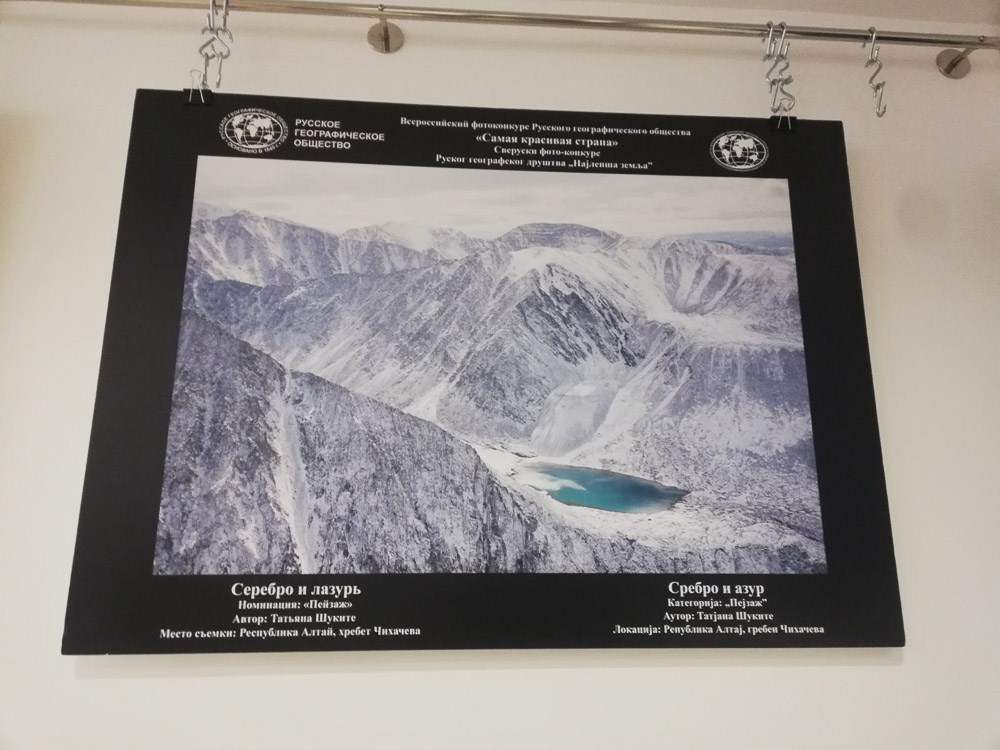 РУССКОЕ
ГЕОГРАФИЧЕСКОЕ
ОБЩЕСТВО
Всероссийский фотоконкурс Русского географического общества
«Самая красивая страна»
Сверуски фото-конкурс
Руског географског друштва „Најлепша земља”
Серебро и лазурь
Номинация: «Пейзаж»
Автор: Татьяна Шуките
Место съемки: Республика Алтай, хребет Чихачева
Сребро и азур
Категорија: „Пејзаж”
Аутор: Татјана Шуките
Локација: Република Алтај, гребен Чихачева